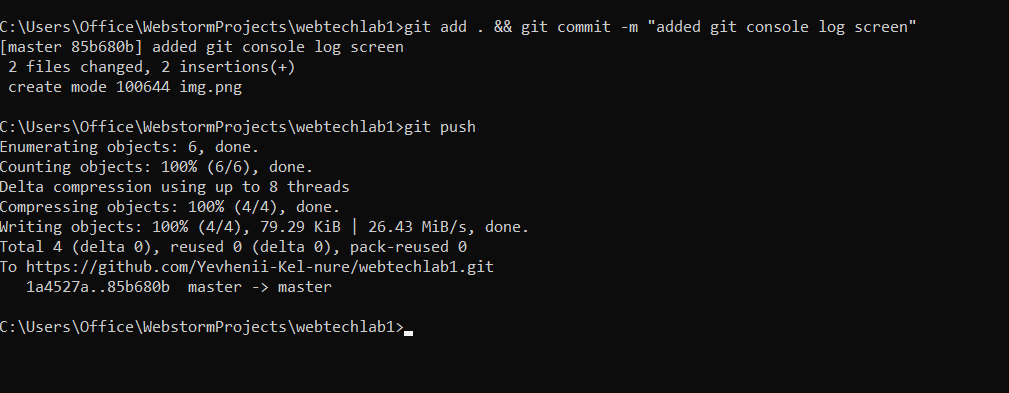 C:\Users\Office\WebstormProjects\webtechlab1>git add . && git commit -m "added git console log screen"
[master 85b680b] added git console log screen
 2 files changed, 2 insertions(+)
 create mode 100644 img.png
C:\Users\Office\WebstormProjects\webtechlab1>git push
Enumerating objects: 6, done.
Counting objects: 100% (6/6), done.
Delta compression using up to 8 threads
Compressing objects: 100% (4/4), done.
Writing objects: 100% (4/4), 79.29 KiB | 26.43 MiB/s, done.
Total 4 (delta 0), reused 0 (delta 0), pack-reused 0
To https://github.com/Yevhenii-Kel-nure/webtechlab1.git
   1a4527a..85b680b  master -> master
C:\Users\Office\WebstormProjects\webtechlab1>